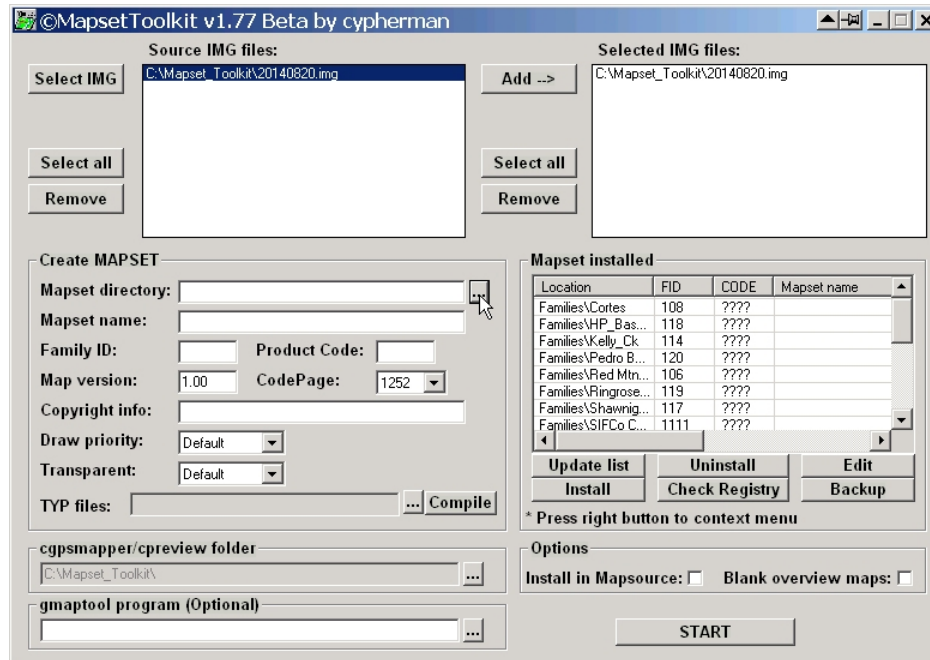 ©MapsetToolkit v1.77 Beta by cypherman
Source IMG files:
Selected IMG files:
Select IMG
C:\Mapset_Toolkit\20140820.img
Add -->
C:\Mapset_Toolkit\20140820.img
Select all
Select all
Remove
Remove
Create MAPSET
Mapset directory:
...
Mapset name:
Family ID:
Product Code:
Map version:
1.00
CodePage:
1252
Copyright info:
Draw priority:
Default
Transparent:
Default
TYP files:
...
Compile
Mapset installed
Location FID CODE Mapset name
Families\Cortes 108 ????
Families\HP_Bas... 118 ????
Families\Kelly_Ck 114 ????
Families\Pedro B... 120 ????
Families\Red Mtn... 106 ????
Families\Ringrose... 119 ????
Families\Shawnig... 117 ????
Families\SIFCo C... 1111 ????
Update list
Uninstall
Edit
Install
Check Registry
Backup
* Press right button to context menu
cgpsmapper/cpreview folder
C:\Mapset_Toolkit\
...
Options
Install in Mapsource:
Blank overview maps:
gmaptool program (Optional)
...
START